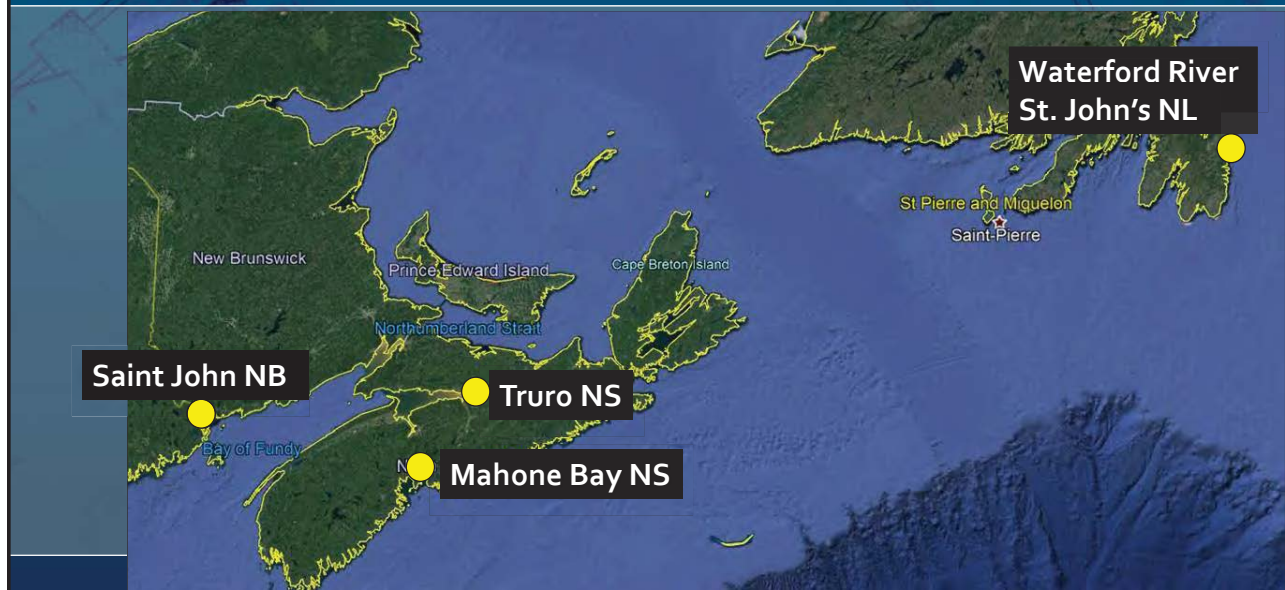 Waterford River
St. John's NL
St Pierre and Miquelon
Saint-Pierre
New Brunswick
Prince Edward Island
Cape Breton Island
Northumberland Strait
Saint John NB
Truro NS
Bay of Fundy
Mahone Bay NS